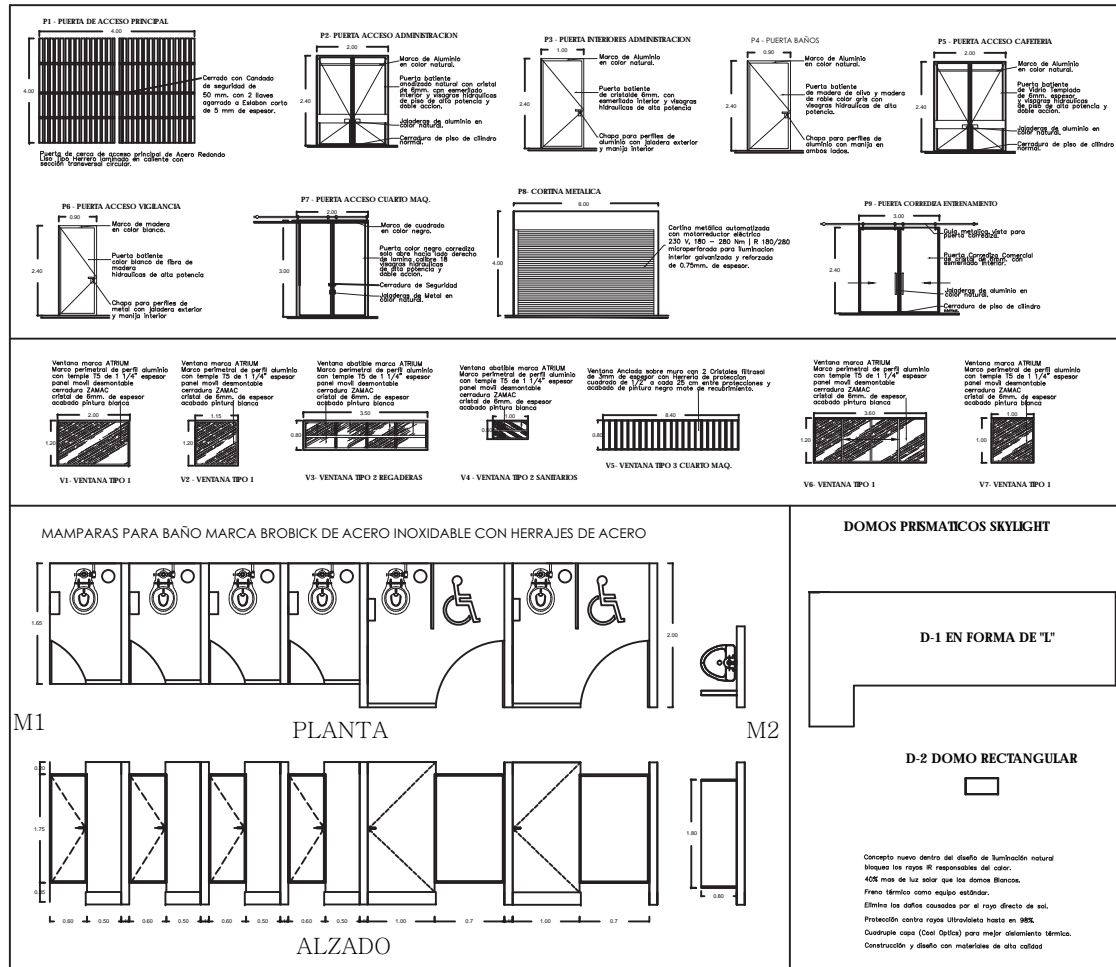 P1 - PUERTA DE ACCESO PRINCIPAL
4.00
4.00
Cerrado con Candado
de seguridad de
50 mm. con 2 llaves
agarrado a Eslabon corto
de 5 mm de espesor.
Puerta de cerca de acceso principal de Acero Redondo
Liso Tipo Herrero laminado en caliente con
sección transversal circular.
P2- PUERTA ACCESO ADMINISTRACION
2.00
2.40
Marco de Aluminio
en color natural.
Puerta batiente
anodizado natural con cristal
de 6mm. con esmerilado
interior y visagras hidraulicas
de piso de alta potencia y
doble accion.
Jaladeras de aluminio en
color natural.
Cerradura de piso de cilindro
normal.
P3 - PUERTA INTERIORES ADMINISTRACION
1.00
2.40
Marco de Aluminio
en color natural.
Puerta batiente
de cristalde 6mm. con
esmerilado interior y visagras
hidraulicas de alta potencia
Chapa para perfiles de
aluminio con jaladera exterior
y manija interior
P4 - PUERTA BAÑOS
0.90
2.40
Marco de Aluminio
en color natural.
Puerta batiente
de madera de olivo y madera
de roble color gris con
visagras hidraulicas de alta
potencia.
Chapa para perfiles de
aluminio con manija en
ambos lados.
P5 - PUERTA ACCESO CAFETERIA
2.00
2.40
Marco de Aluminio
en color natural.
Puerta batiente
de Vidrio Templado
de 6mm. espesor
y visagras hidraulicas
de piso de alta potencia y
doble accion.
Jaladeras de aluminio en
color natural.
Cerradura de piso de cilindro
normal.
P6 - PUERTA ACCESO VIGILANCIA
0.90
2.40
Marco de madera
en color blanco.
Puerta batiente
color blanco de fibra de
madera
hidraulicas de alta potencia
Chapa para perfiles de
metal con jaladera exterior
y manija interior
P7 - PUERTA ACCESO CUARTO MAQ.
2.00
3.00
Marco de cuadrado
en color negro.
Puerta color negro corrediza
solo abre hacia lado derecho
de lamina calibre 18
visagras hidraulicas
de alta potencia y
doble accion.
Cerradura de Seguridad
Jaladeras de Metal en
color natural.
P8- CORTINA METALICA
8.00
4.00
Cortina metálica automatizada
con motorreductor eléctrico
230 V, 180 – 280 Nm | R 180/280
microperforada para iluminacion
interior galvanizada y reforzada
de 0.75mm. de espesor.
P9 - PUERTA CORREDIZA ENTRENAMIENTO
3.00
2.40
Guia metalica vista para
puerta corrediza.
Puerta Corrediza Comercial
de cristal de 6mm. con
esmerilado interior.
Jaladeras de aluminio en
color natural.
Cerradura de piso de cilindro
Ventana marca ATRIUM
Marco perimetral de perfil aluminio
con temple T5 de 1 1/4" espesor
panel movil desmontable
cerradura ZAMAC
cristal de 6mm. de espesor
acabado pintura blanca
2.00
1.20
V1- VENTANA TIPO 1
Ventana marca ATRIUM
Marco perimetral de perfil aluminio
con temple T5 de 1 1/4" espesor
panel movil desmontable
cerradura ZAMAC
cristal de 6mm. de espesor
acabado pintura blanca
1.15
1.20
V2 - VENTANA TIPO 1
Ventana abatible marca ATRIUM
Marco perimetral de perfil aluminio
con temple T5 de 1 1/4" espesor
panel movil desmontable
cerradura ZAMAC
cristal de 6mm. de espesor
acabado pintura blanca
3.50
0.80
V3- VENTANA TIPO 2 REGADERAS
Ventana abatible marca ATRIUM
Marco perimetral de perfil aluminio
con temple T5 de 1 1/4" espesor
panel movil desmontable
cerradura ZAMAC
cristal de 6mm. de espesor
acabado pintura blanca
1.00
0.50
V4 - VENTANA TIPO 2 SANITARIOS
Ventana Anclada sobre muro con 2 Cristales filtrasol
de 3mm de espesor con Herreria de proteccion
cuadrado de 1/2" a cada 25 cm entre protecciones y
acabado de pintura negro mate de recubrimiento.
8.40
0.80
V5 - VENTANA TIPO 3 CUARTO MAQ.
Ventana marca ATRIUM
Marco perimetral de perfil aluminio
con temple T5 de 1 1/4" espesor
panel movil desmontable
cerradura ZAMAC
cristal de 6mm. de espesor
acabado pintura blanca
3.60
1.20
V6- VENTANA TIPO 1
Ventana marca ATRIUM
Marco perimetral de perfil aluminio
con temple T5 de 1 1/4" espesor
panel movil desmontable
cerradura ZAMAC
cristal de 6mm. de espesor
acabado pintura blanca
1.00
1.00
V7- VENTANA TIPO 1
MAMPARAS PARA BAÑO MARCA BROBICK DE ACERO INOXIDABLE CON HERRAJES DE ACERO
1.65
2.00
M1
PLANTA
M2
1.75
0.60 0.50 0.60 0.50 0.60 0.50 0.60 0.50 1.00 0.7 1.00 0.7
1.80
0.60
ALZADO
DOMOS PRISMATICOS SKYLIGHT
D-1 EN FORMA DE "L"
D-2 DOMO RECTANGULAR
Concepto nuevo dentro del diseño de iluminación natural
bloquea los rayos IR responsables del calor.
40% mas de luz solar que los domos Blancos.
Freno térmico como equipo estándar.
Elimina los daños causados por el rayo directo de sol.
Protección contra rayos Ultravioleta hasta en 98%.
Cuadruple capa (Cool Optics) para mejor aislamiento térmico.
Construcción y diseño con materiales de alta calidad